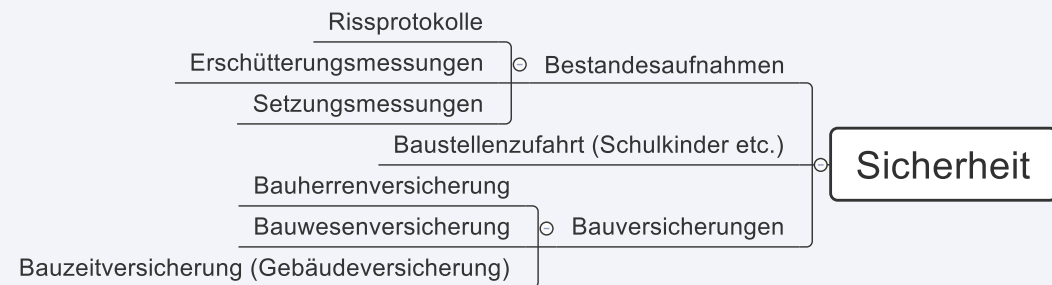 Rissprotokolle
Erschütterungsmessungen
Bestandesaufnahmen
Setzungsmessungen
Baustellenzufahrt (Schulkinder etc.)
Sicherheit
Bauherrenversicherung
Bauwesenversicherung
Bauversicherungen
Bauzeitversicherung (Gebäudeversicherung)